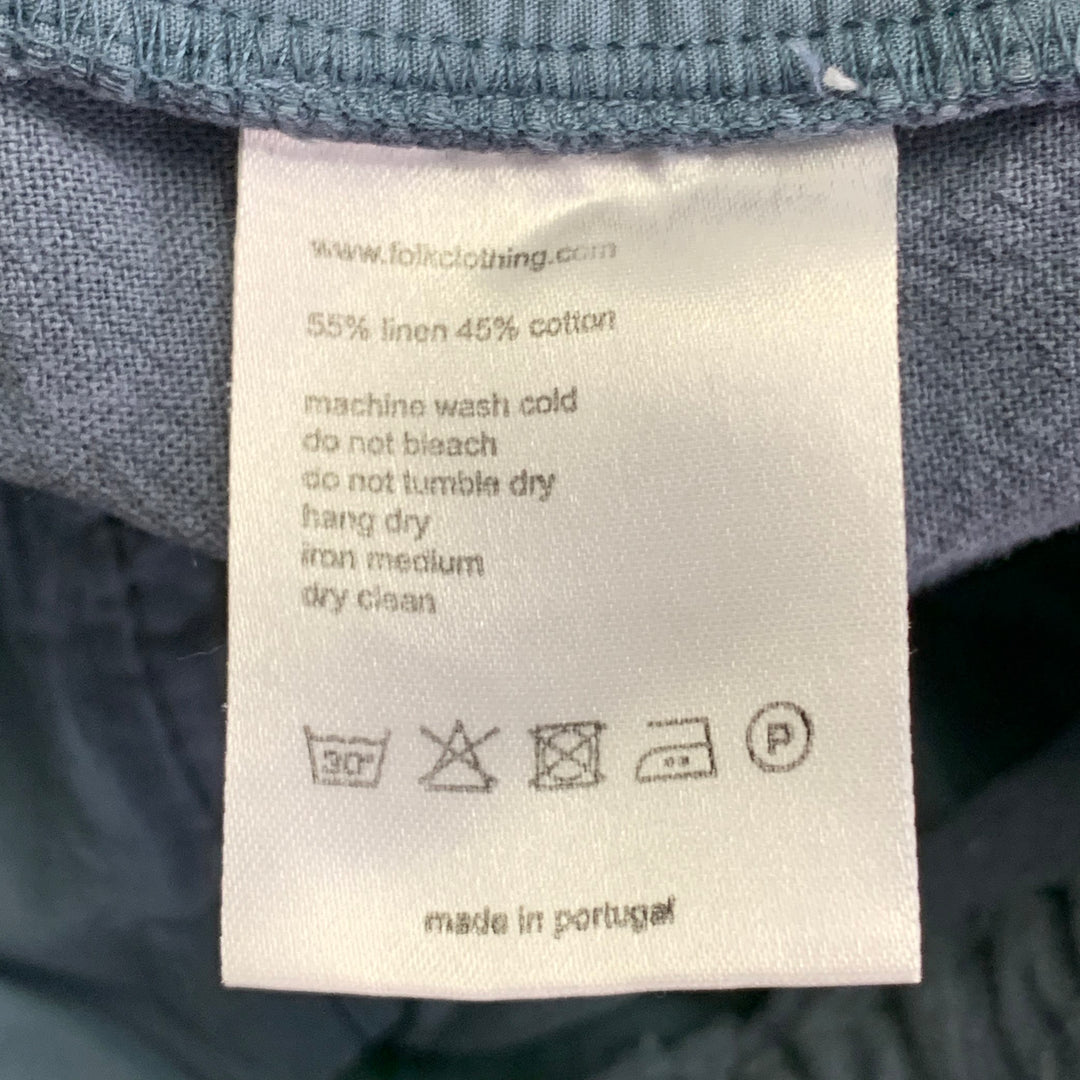 www.folkclothing.com
55% linen 45% cotton
machine wash cold
do not bleach
do not tumble dry
hang dry
iron medium
dry clean
30°
P
made in portugal